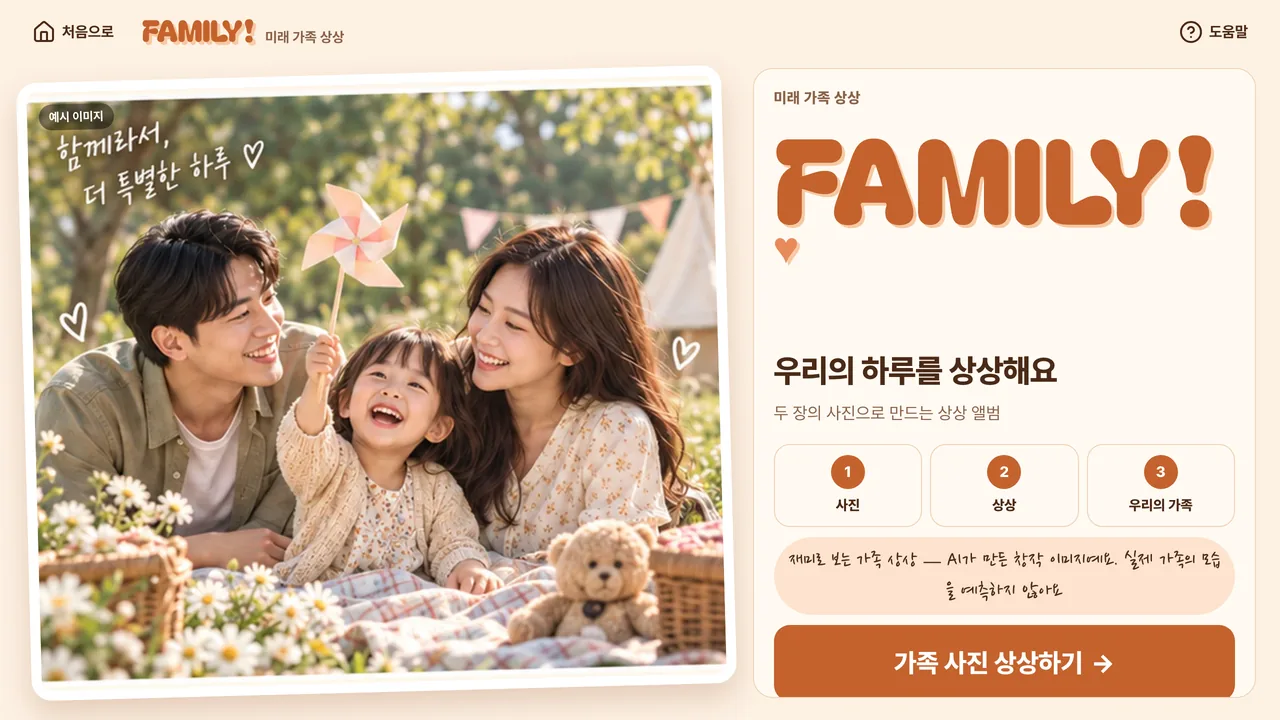 처음으로
FAMILY!
미래 가족 상상
도움말
예시 이미지
함께라서,
더 특별한 하루
미래 가족 상상
FAMILY!
우리의 하루를 상상해요
두 장의 사진으로 만드는 상상 앨범
1
사진
2
상상
3
우리의 가족
재미로 보는 가족 상상 — AI가 만든 창작 이미지예요. 실제 가족의 모습
을 예측하지 않아요
가족 사진 상상하기 →